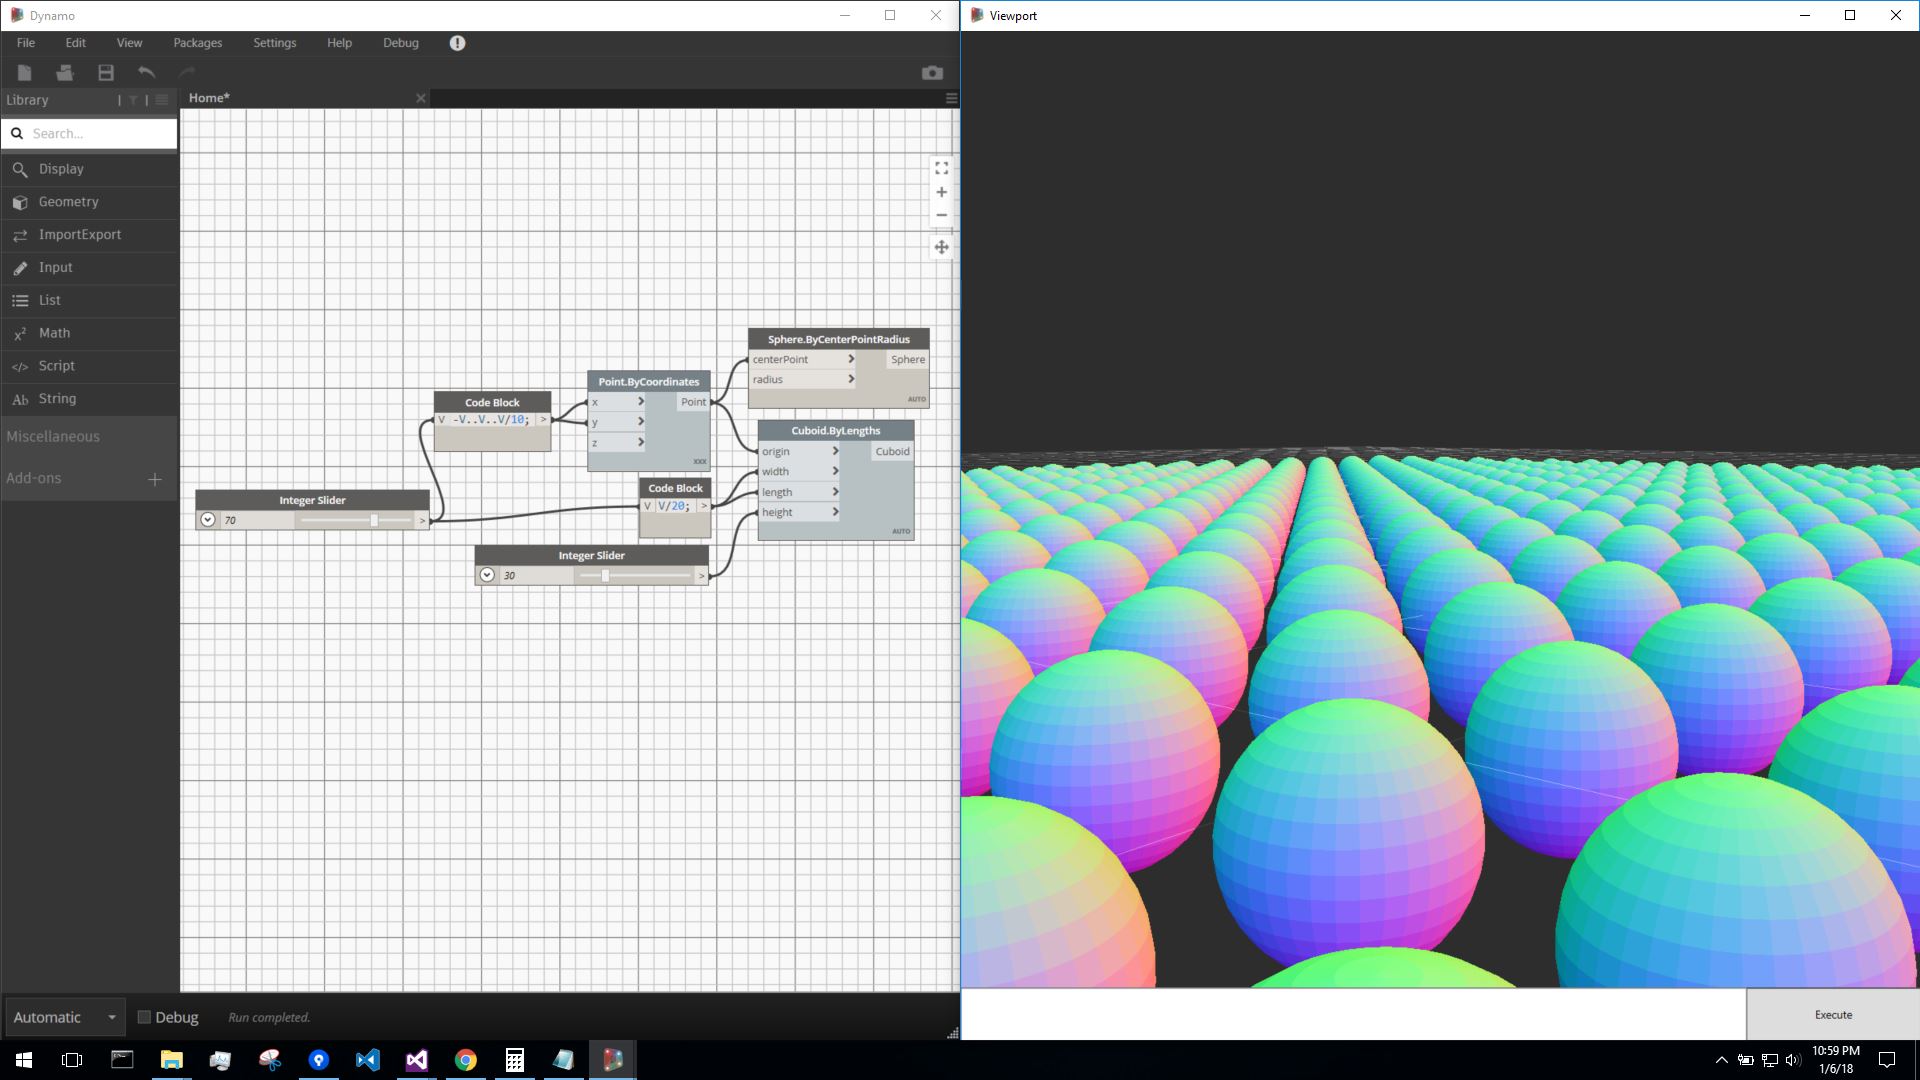 Dynamo
Viewport
File Edit View Packages Settings Help Debug
Library
Home*
Search...
Display
Geometry
ImportExport
Input
List
x² Math
</> Script
Ab String
Miscellaneous
Add-ons
Sphere.ByCenterPointRadius
centerPoint > Sphere
radius >
AUTO
Point.ByCoordinates
x > Point
y >
z >
xxx
Code Block
V -V..V..V/10; >
Cuboid.ByLengths
origin > Cuboid
width >
length >
height >
AUTO
Code Block
V V/20; >
Integer Slider
70 >
Integer Slider
30 >
Automatic Debug Run completed.
Execute
10:59 PM
1/6/18